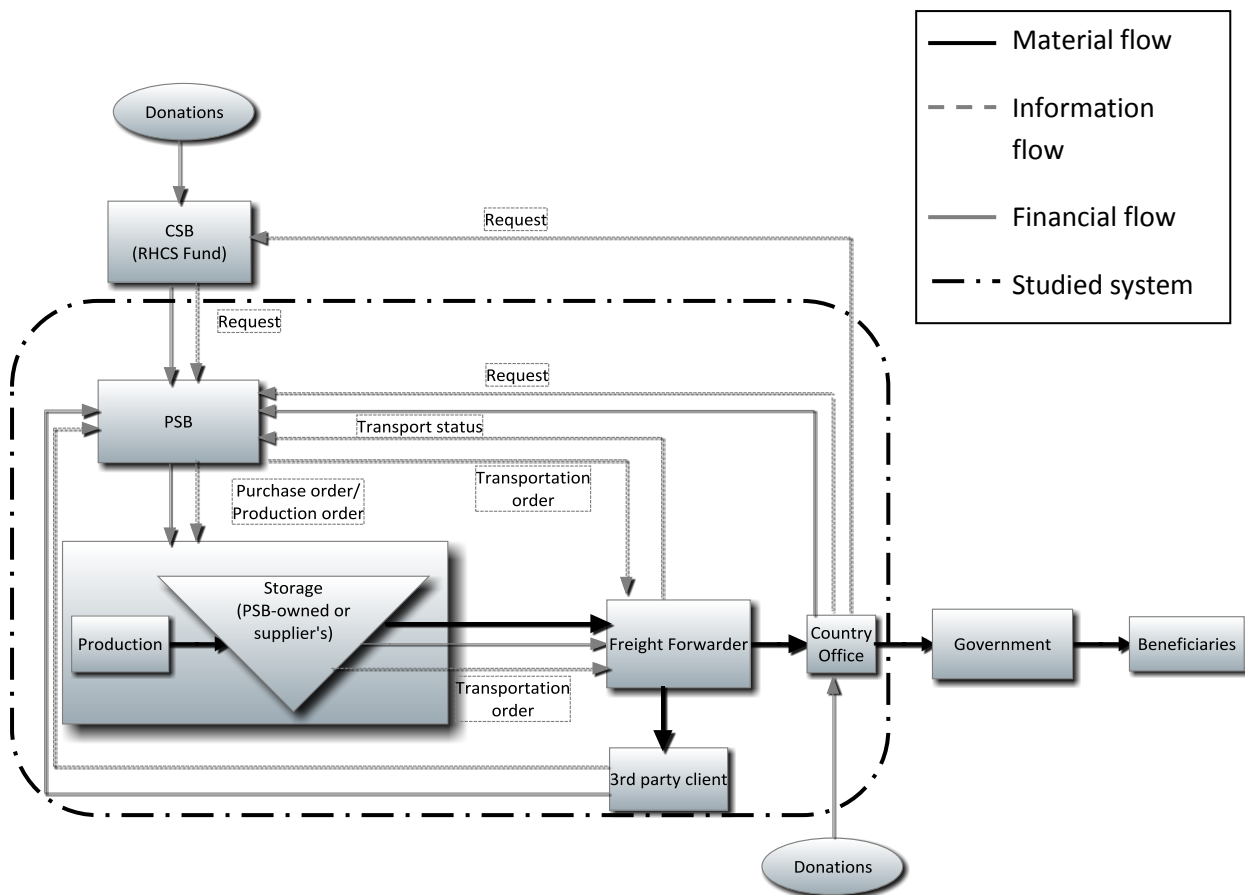 Material flow
Information
flow
Financial flow
Studied system
Donations
CSB
(RHCS Fund)
Request
Request
Request
PSB
Transport status
Transportation
order
Purchase order/
Production order
Storage
(PSB-owned or
supplier's)
Production
Freight Forwarder
Country
Office
Government
Beneficiaries
Transportation
order
3rd party client
Donations